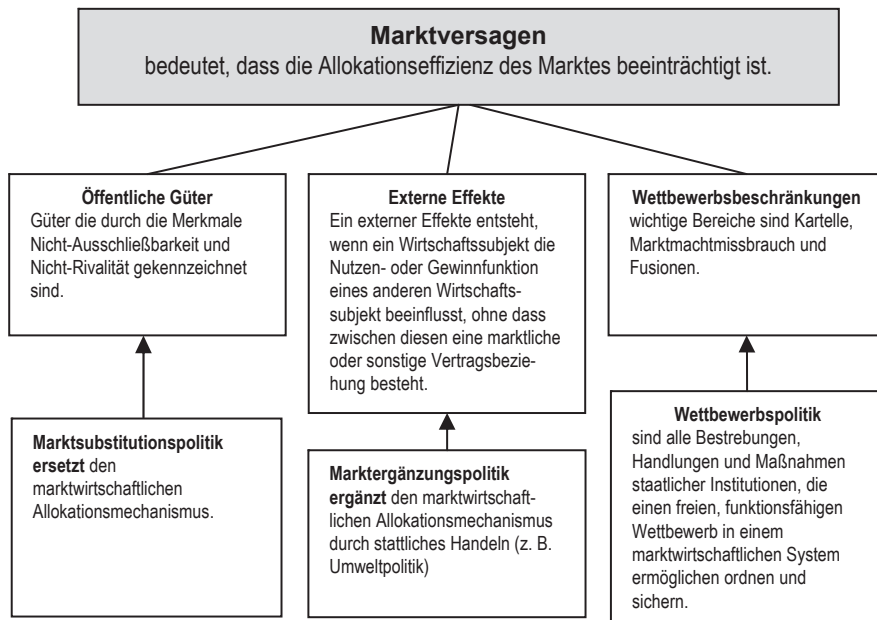 Marktversagen
bedeutet, dass die Allokationseffizienz des Marktes beeinträchtigt ist.
Öffentliche Güter
Güter die durch die Merkmale
Nicht-Ausschließbarkeit und
Nicht-Rivalität gekennzeichnet
sind.
Externe Effekte
Ein externer Effekte entsteht,
wenn ein Wirtschaftssubjekt die
Nutzen- oder Gewinnfunktion
eines anderen Wirtschafts-
subjekt beeinflusst, ohne dass
zwischen diesen eine marktliche
oder sonstige Vertragsbezie-
hung besteht.
Wettbewerbsbeschränkungen
wichtige Bereiche sind Kartelle,
Marktmachtmissbrauch und
Fusionen.
Marktsubstitutionspolitik
ersetzt den
marktwirtschaftlichen
Allokationsmechanismus.
Marktergänzungspolitik
ergänzt den marktwirtschaft-
lichen Allokationsmechanismus
durch stattliches Handeln (z. B.
Umweltpolitik)
Wettbewerbspolitik
sind alle Bestrebungen,
Handlungen und Maßnahmen
staatlicher Institutionen, die
einen freien, funktionsfähigen
Wettbewerb in einem
marktwirtschaftlichen System
ermöglichen ordnen und
sichern.